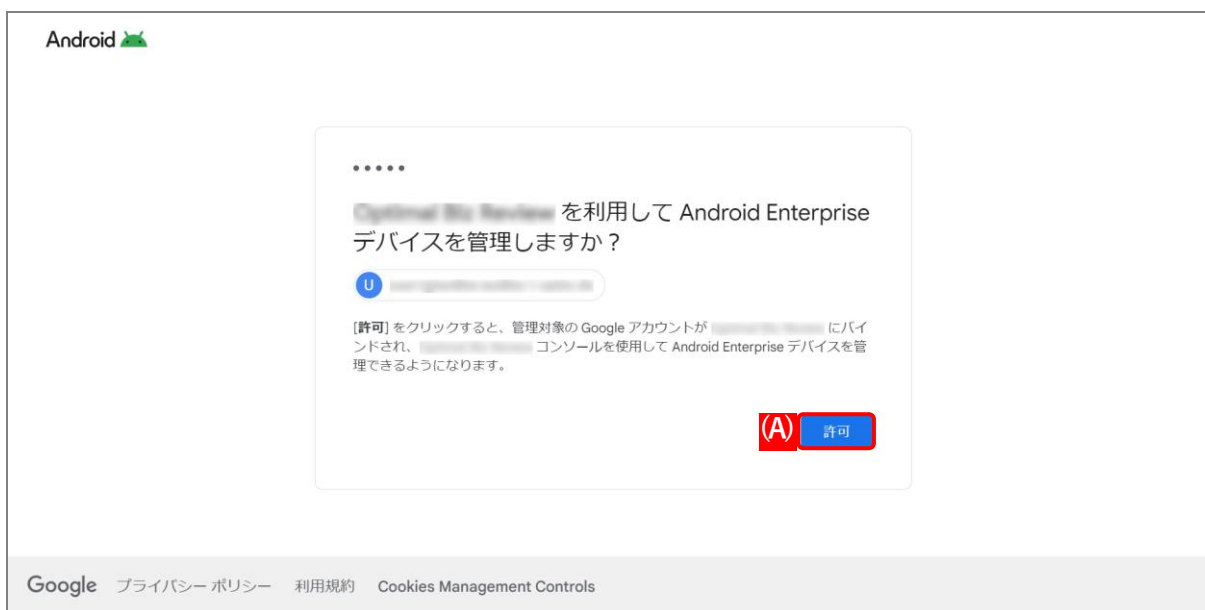 Android
を利用して Android Enterprise
デバイスを管理しますか？
U
[許可] をクリックすると、管理対象の Google アカウントが にバイ
ンドされ、 コンソールを使用して Android Enterprise デバイスを管
理できるようになります。
(A) 許可
Google プライバシー ポリシー 利用規約 Cookies Management Controls